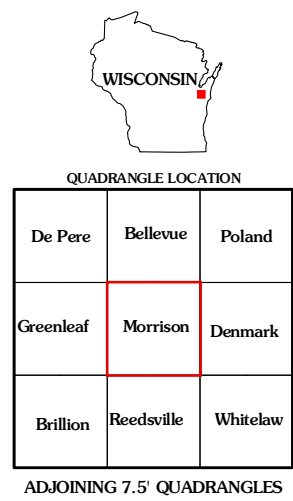 WISCONSIN
QUADRANGLE LOCATION
De Pere Bellevue Poland
Greenleaf Morrison Denmark
Brillion Reedsville Whitelaw
ADJOINING 7.5' QUADRANGLES